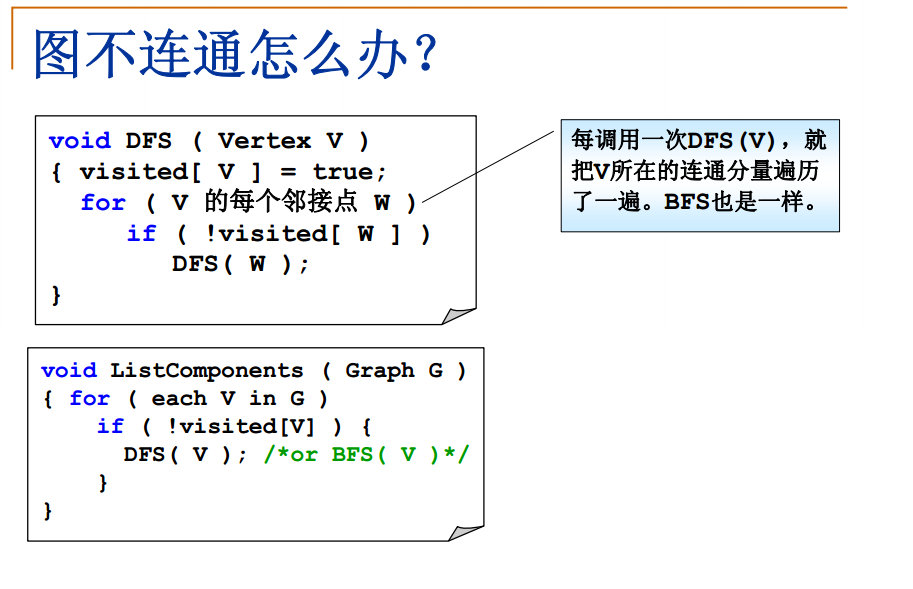 图不连通怎么办？
void DFS ( Vertex V )
{ visited[ V ] = true;
for ( V 的每个邻接点 W )
if ( !visited[ W ] )
DFS( W );
}
每调用一次DFS(V)，就
把V所在的连通分量遍历
了一遍。BFS也是一样。
void ListComponents ( Graph G )
{ for ( each V in G )
if ( !visited[V] ) {
DFS( V ); /*or BFS( V )*/
}
}